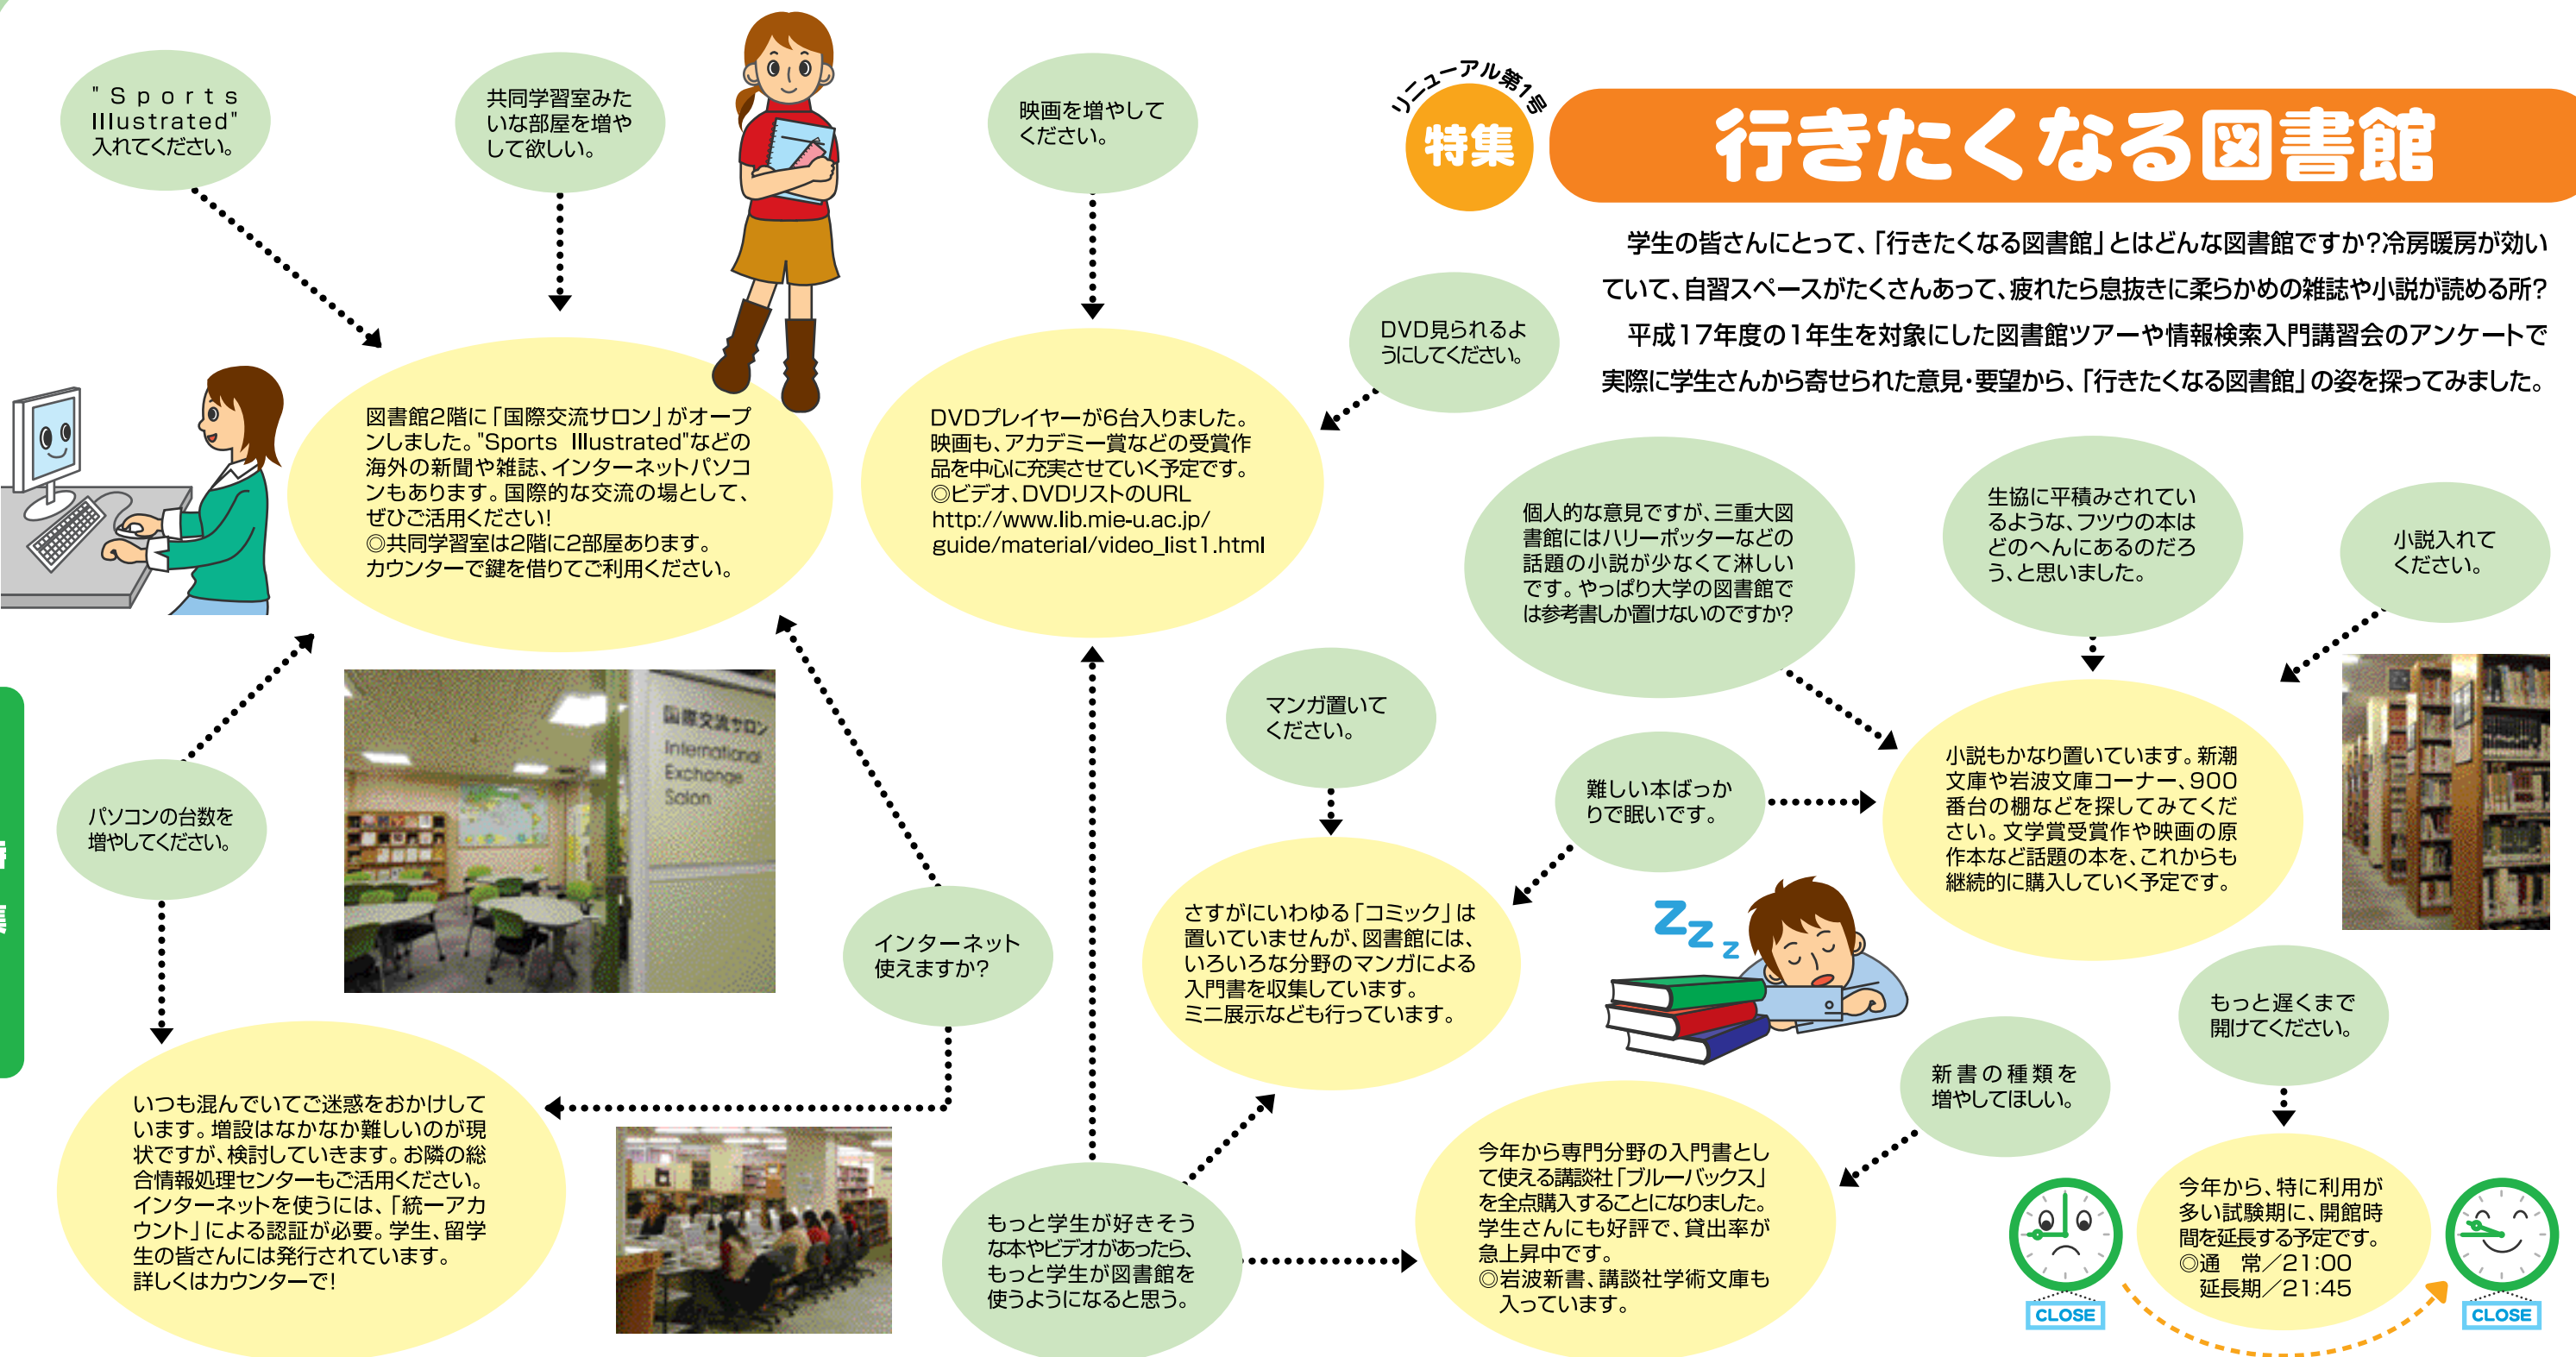 リニューアル第1号
特集
行きたくなる図書館
学生の皆さんにとって、「行きたくなる図書館」とはどんな図書館ですか?冷房暖房が効い
ていて、自習スペースがたくさんあって、疲れたら息抜きに柔らかめの雑誌や小説が読める所?
平成17年度の1年生を対象にした図書館ツアーや情報検索入門講習会のアンケートで
実際に学生さんから寄せられた意見・要望から、「行きたくなる図書館」の姿を探ってみました。
"Sports
Illustrated"
入れてください。
共同学習室みた
いな部屋を増や
して欲しい。
映画を増やして
ください。
DVD見られるよ
うにしてください。
図書館2階に「国際交流サロン」がオープ
ンしました。"Sports Illustrated"などの
海外の新聞や雑誌、インターネットパソコ
ンもあります。国際的な交流の場として、
ぜひご活用ください!
◎共同学習室は2階に2部屋あります。
カウンターで鍵を借りてご利用ください。
DVDプレイヤーが6台入りました。
映画も、アカデミー賞などの受賞作
品を中心に充実させていく予定です。
◎ビデオ、DVDリストのURL
http://www.lib.mie-u.ac.jp/
guide/material/video_list1.html
個人的な意見ですが、三重大図
書館にはハリーポッターなどの
話題の小説が少なくて淋しい
です。やっぱり大学の図書館で
は参考書しか置けないのですか?
生協に平積みされてい
るような、フツウの本は
どのへんにあるのだろ
う、と思いました。
小説入れて
ください。
国際交流サロン
International
Exchange
Salon
マンガ置いて
ください。
難しい本ばっか
りで眠いです。
小説もかなり置いています。新潮
文庫や岩波文庫コーナー、900
番台の棚などを探してみてくだ
さい。文学賞受賞作や映画の原
作本など話題の本を、これからも
継続的に購入していく予定です。
パソコンの台数を
増やしてください。
インターネット
使えますか?
さすがにいわゆる「コミック」は
置いていませんが、図書館には、
いろいろな分野のマンガによる
入門書を収集しています。
ミニ展示なども行っています。
zzz
もっと遅くまで
開けてください。
新書の種類を
増やしてほしい。
いつも混んでいてご迷惑をおかけして
います。増設はなかなか難しいのが現
状ですが、検討していきます。お隣の総
合情報処理センターもご活用ください。
インターネットを使うには、「統一アカ
ウント」による認証が必要。学生、留学
生の皆さんには発行されています。
詳しくはカウンターで!
もっと学生が好きそう
な本やビデオがあったら、
もっと学生が図書館を
使うようになると思う。
今年から専門分野の入門書とし
て使える講談社「ブルーバックス」
を全点購入することになりました。
学生さんにも好評で、貸出率が
急上昇中です。
◎岩波新書、講談社学術文庫も
入っています。
今年から、特に利用が
多い試験期に、開館時
間を延長する予定です。
◎通 常/21:00
延長期/21:45
CLOSE
CLOSE